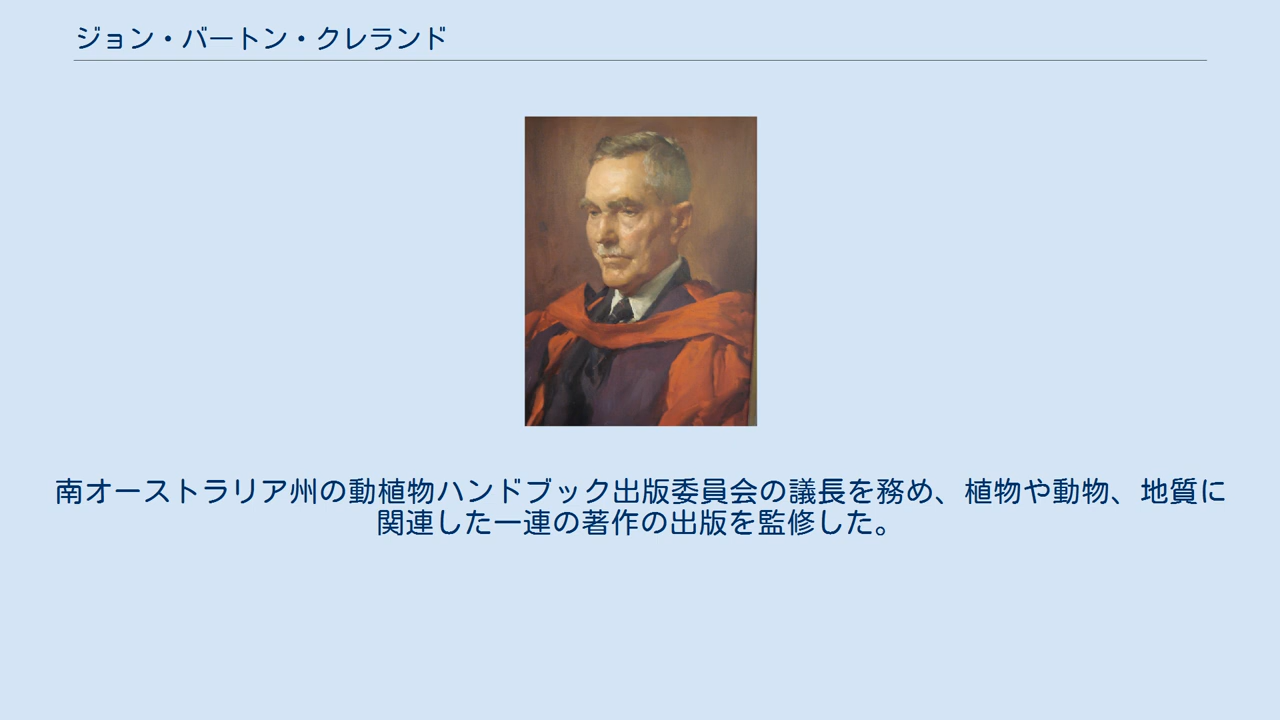 ジョン・バートン・クレランド
南オーストラリア州の動植物ハンドブック出版委員会の議長を務め、植物や動物、地質に
関連した一連の著作の出版を監修した。